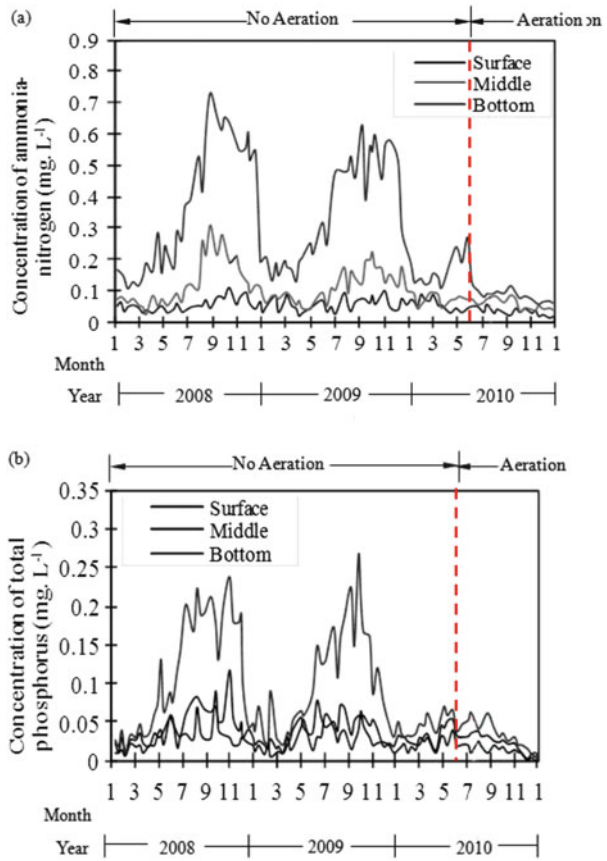 (a)
No Aeration
Aeration on
Surface
Middle
Bottom
Concentration of ammonia-
nitrogen (mg. L-1)
0.9
0.8
0.7
0.6
0.5
0.4
0.3
0.2
0.1
0
1 3 5 7 9 11 1 3 5 7 9 11 1 3 5 7 9 11 1
Month
Year 2008 2009 2010
(b)
No Aeration
Aeration
Surface
Middle
Bottom
Concentration of total
phosphorus (mg. L-1)
0.35
0.3
0.25
0.2
0.15
0.1
0.05
0
1 3 5 7 9 11 1 3 5 7 9 11 1 3 5 7 9 11 1
Month
Year 2008 2009 2010